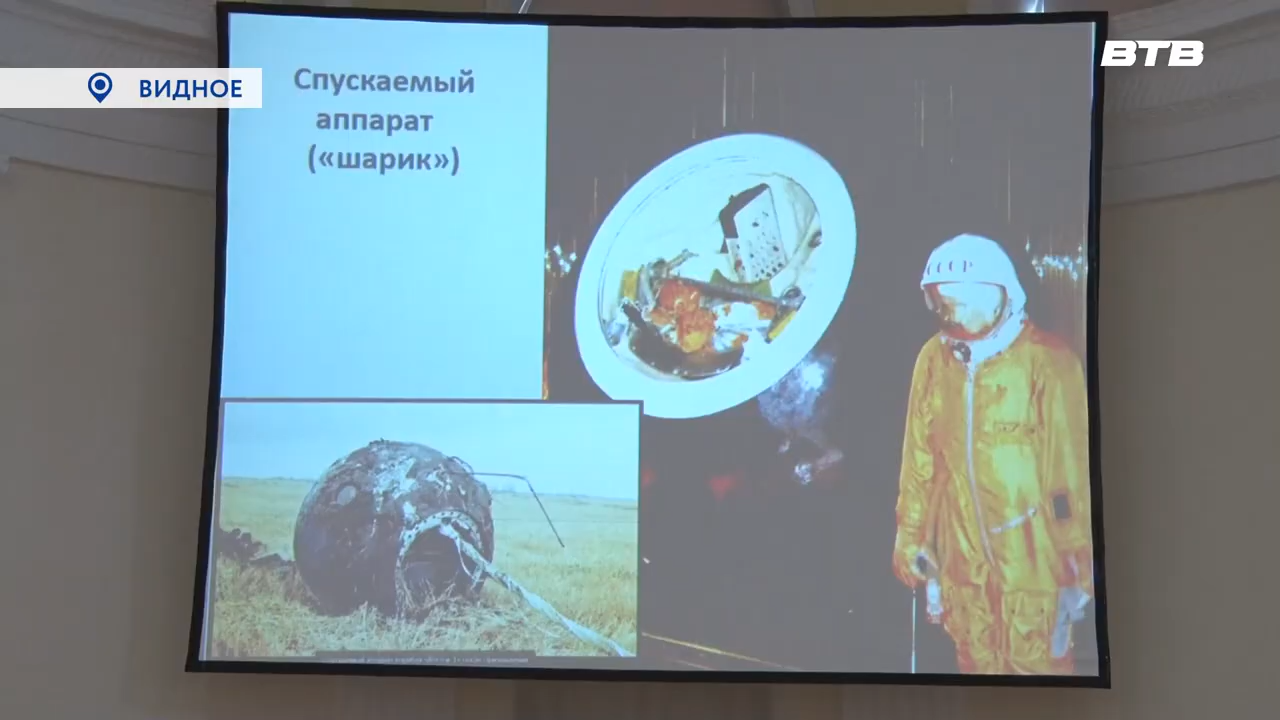 ВТВ
ВИДНОЕ
Спускаемый
аппарат
(«шарик»)
СССР